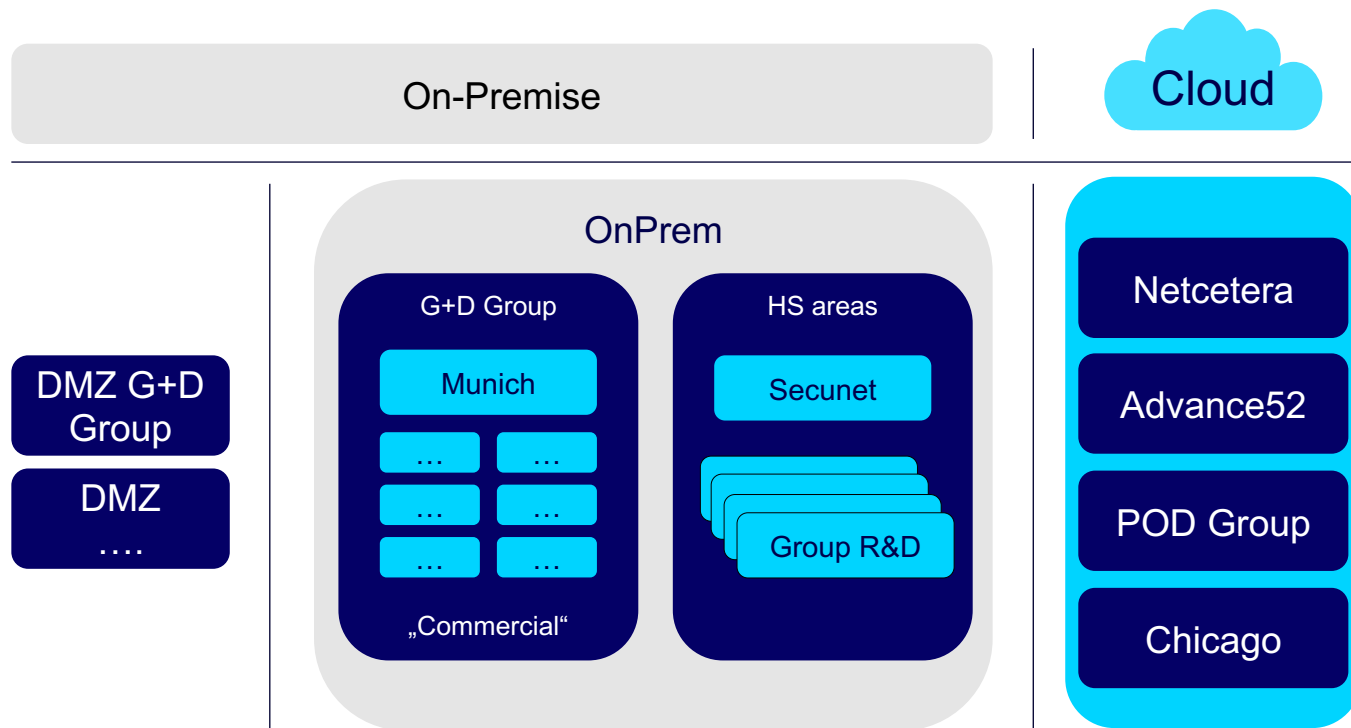 On-Premise
Cloud
DMZ G+D
Group
DMZ
….
OnPrem
G+D Group
Munich
… …
… …
… …
„Commercial“
HS areas
Secunet
Group R&D
Netcetera
Advance52
POD Group
Chicago